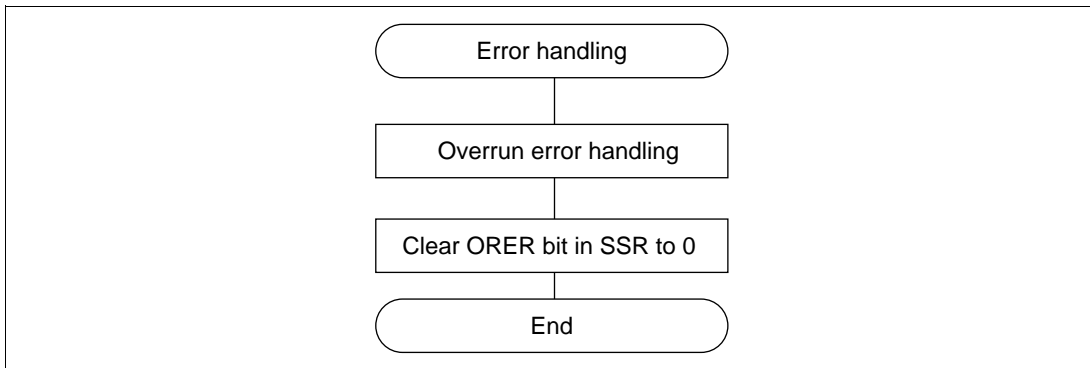 Error handling
Overrun error handling
Clear ORER bit in SSR to 0
End